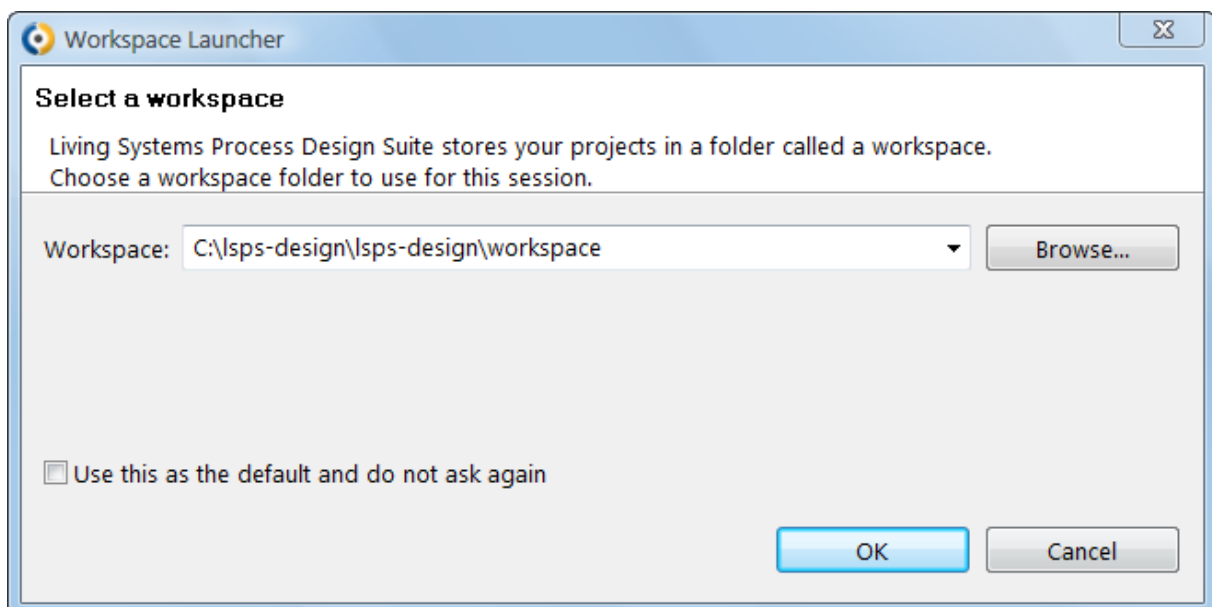 Workspace Launcher
Select a workspace
Living Systems Process Design Suite stores your projects in a folder called a workspace.
Choose a workspace folder to use for this session.
Workspace: C:\lsps-design\lsps-design\workspace Browse...
Use this as the default and do not ask again
OK Cancel